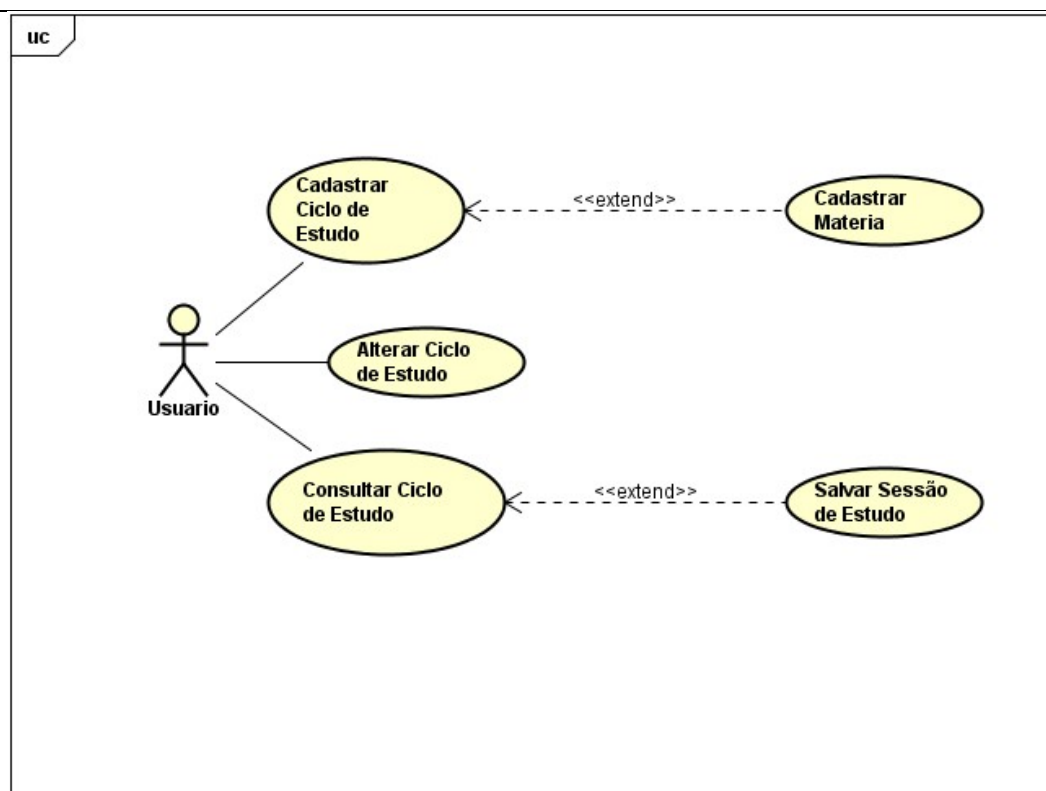 uc
Cadastrar
Ciclo de
Estudo
<<extend>>
Cadastrar
Materia
Alterar Ciclo
de Estudo
Usuario
Consultar Ciclo
de Estudo
<<extend>>
Salvar Sessão
de Estudo